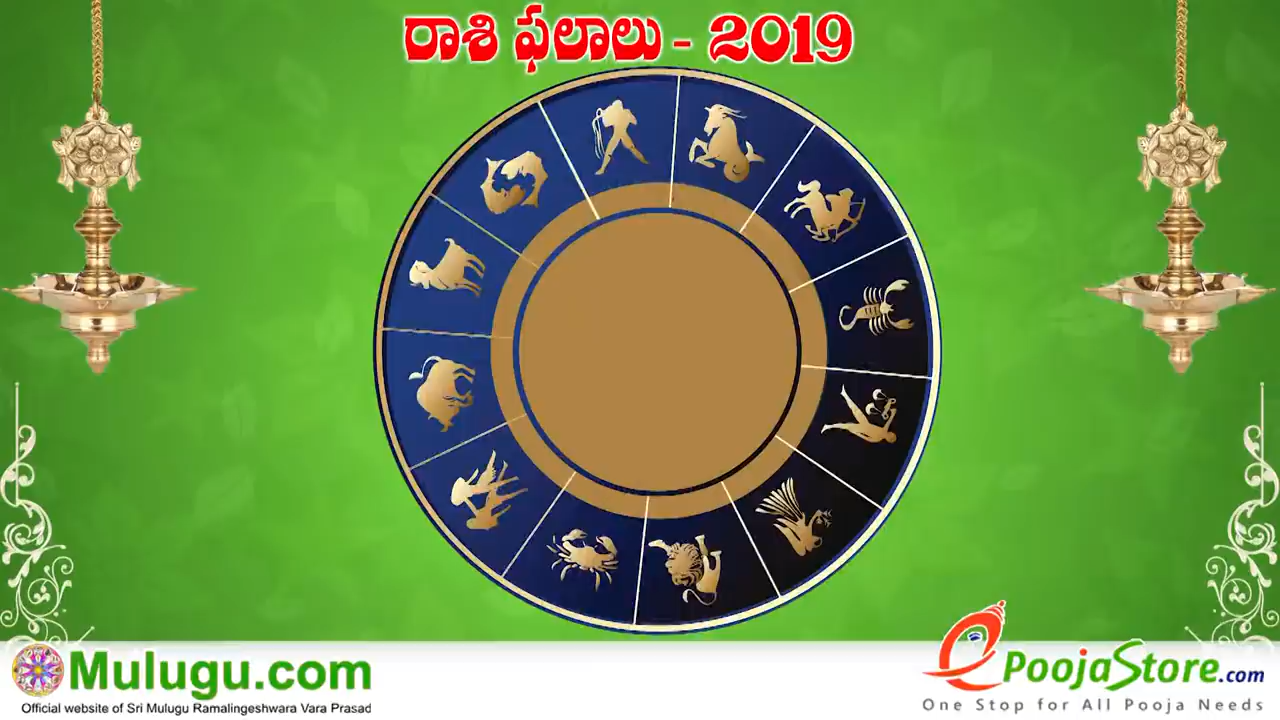 రాశి ఫలాలు - 2019
Mulugu.com
Official website of Sri Mulugu Ramalingeshwara Vara Prasad
ePoojaStore.com
One Stop for All Pooja Needs